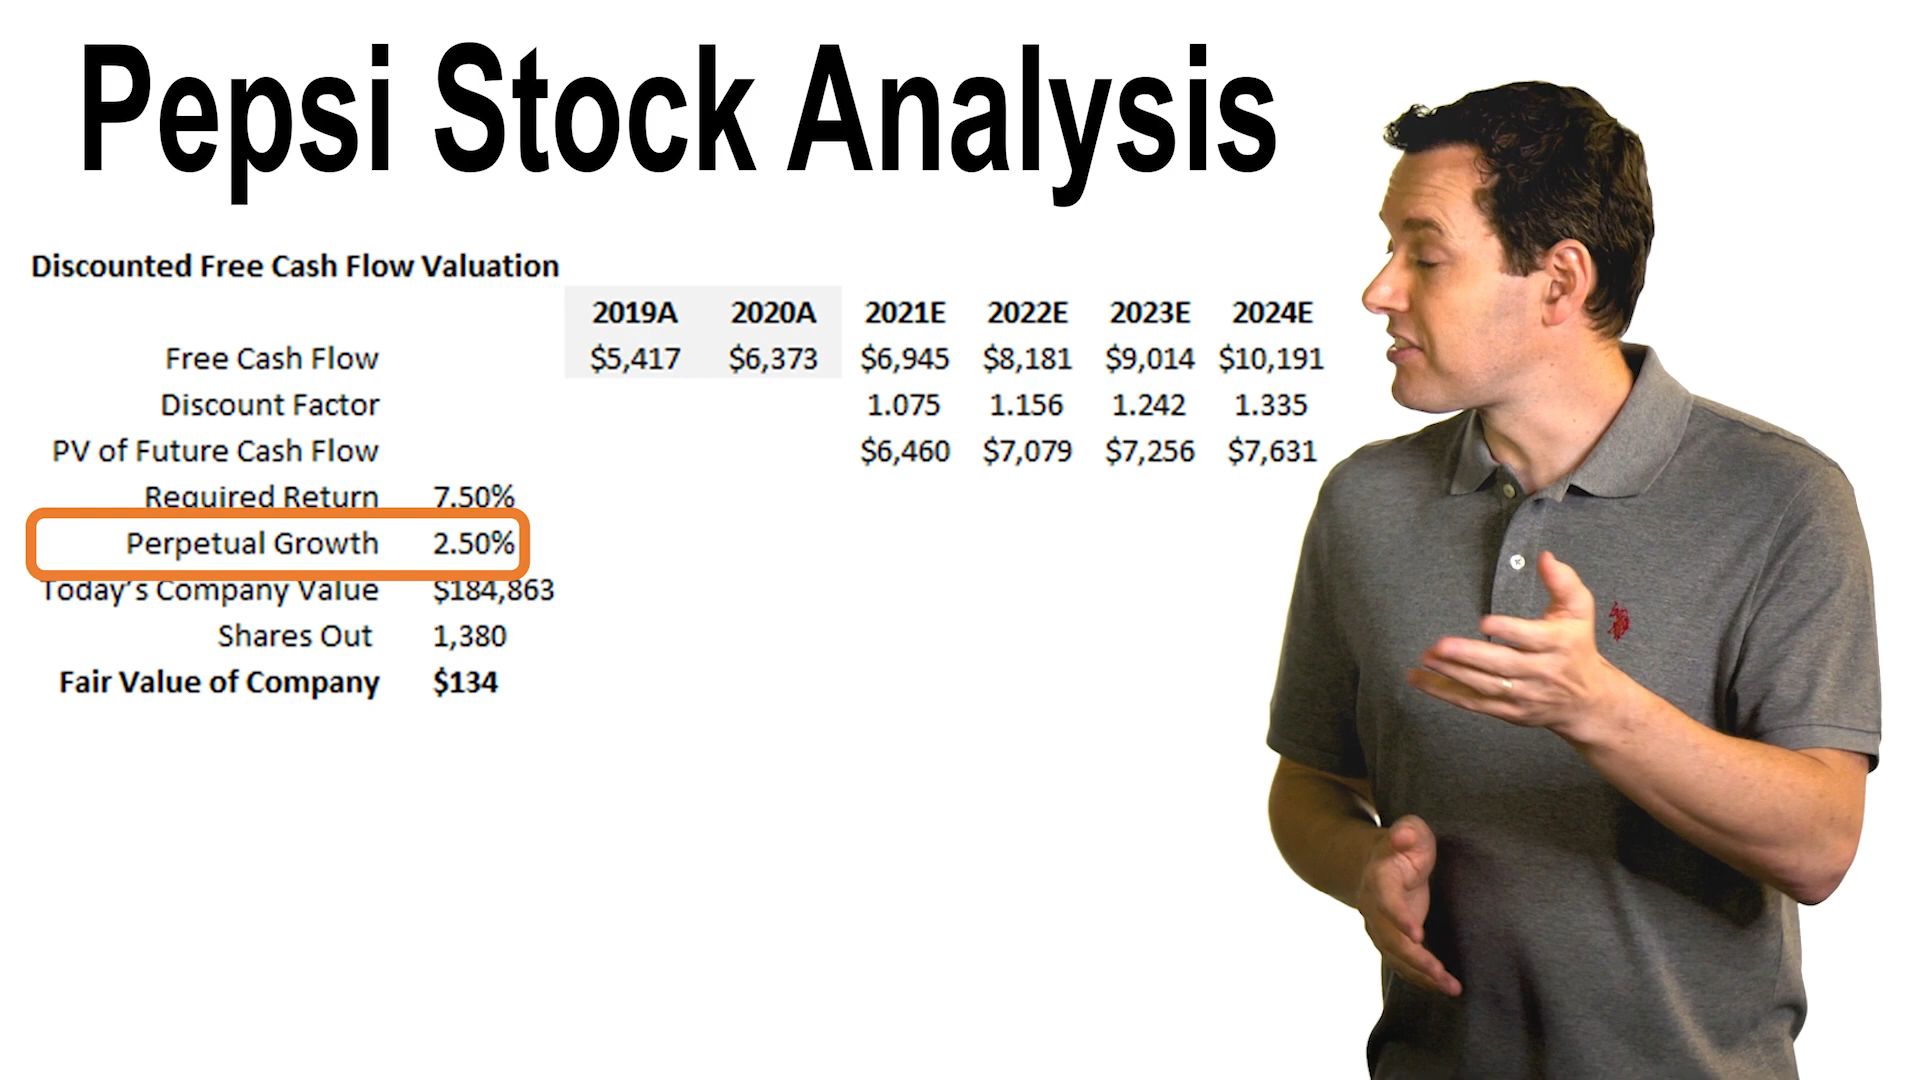 Pepsi Stock Analysis
Discounted Free Cash Flow Valuation
2019A 2020A 2021E 2022E 2023E 2024E
Free Cash Flow $5,417 $6,373 $6,945 $8,181 $9,014 $10,191
Discount Factor 1.075 1.156 1.242 1.335
PV of Future Cash Flow $6,460 $7,079 $7,256 $7,631
Required Return 7.50%
Perpetual Growth 2.50%
Today's Company Value $184,863
Shares Out 1,380
Fair Value of Company $134